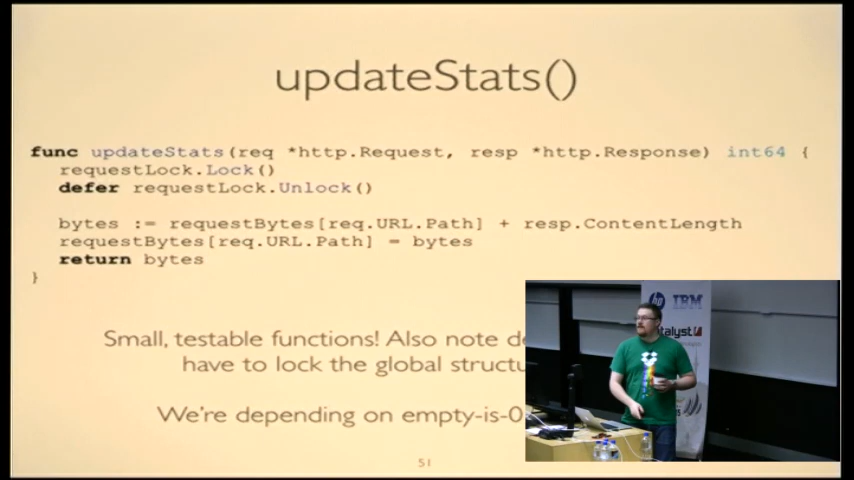 updateStats()
func updateStats(req *http.Request, resp *http.Response) int64 {
requestLock.Lock()
defer requestLock.Unlock()
bytes := requestBytes[req.URL.Path] + resp.ContentLength
requestBytes[req.URL.Path] = bytes
return bytes
}
Small, testable functions! Also note
have to lock the global
We're depending on empty-is-0
51
hp IBM